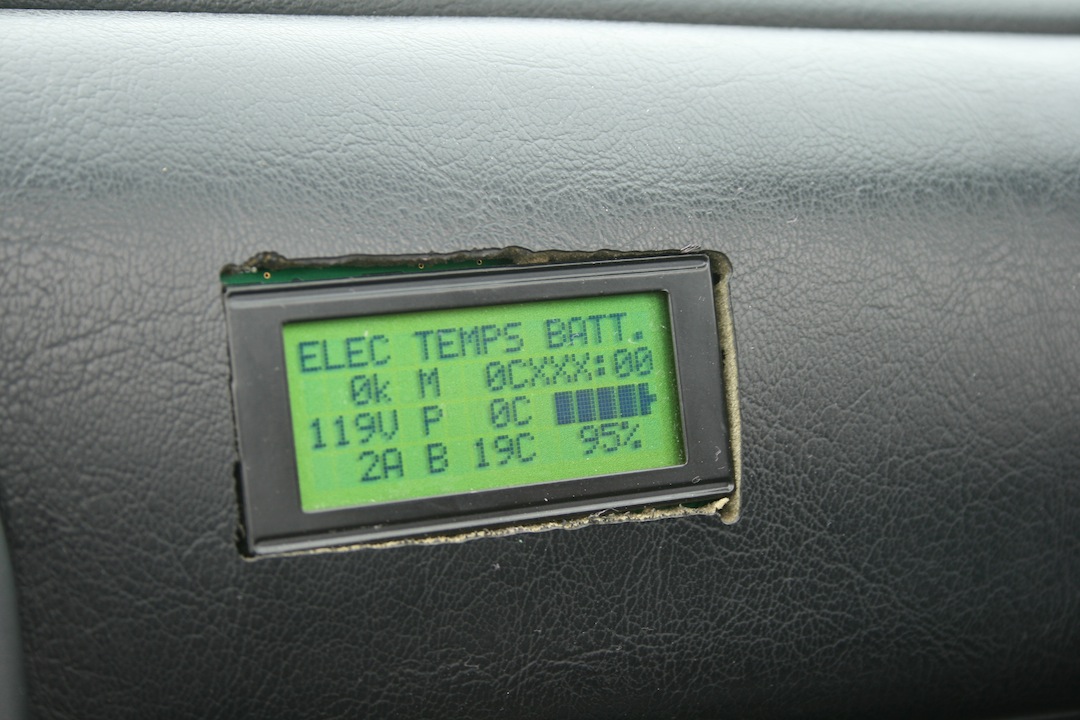 ELEC TEMPS BATT.
0k M 0CXXX:00
119V P 0C
2A B 19C 95%